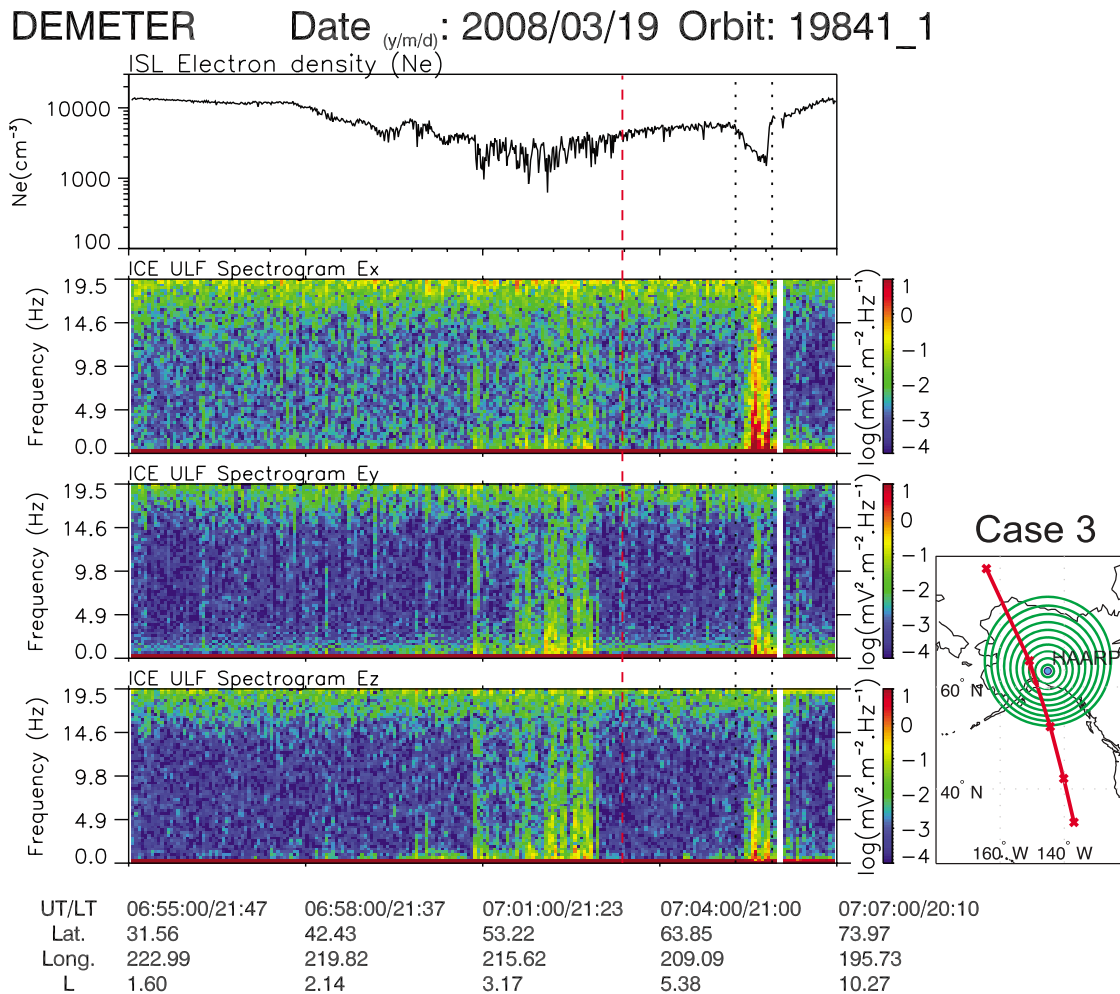 DEMETER Date (y/m/d): 2008/03/19 Orbit: 19841_1
ISL Electron density (Ne)
10000
1000
100
Ne(cm⁻³)
ICE ULF Spectrogram Ex
19.5
14.6
9.8
4.9
0.0
Frequency (Hz)
1
0
−1
−2
−3
−4
log(mV².m⁻².Hz⁻¹)
ICE ULF Spectrogram Ey
19.5
14.6
9.8
4.9
0.0
Frequency (Hz)
1
0
−1
−2
−3
−4
log(mV².m⁻².Hz⁻¹)
ICE ULF Spectrogram Ez
19.5
14.6
9.8
4.9
0.0
Frequency (Hz)
1
0
−1
−2
−3
−4
log(mV².m⁻².Hz⁻¹)
Case 3
HAARP
60° N
40° N
160° W 140° W
UT/LT 06:55:00/21:47 06:58:00/21:37 07:01:00/21:23 07:04:00/21:00 07:07:00/20:10
Lat. 31.56 42.43 53.22 63.85 73.97
Long. 222.99 219.82 215.62 209.09 195.73
L 1.60 2.14 3.17 5.38 10.27